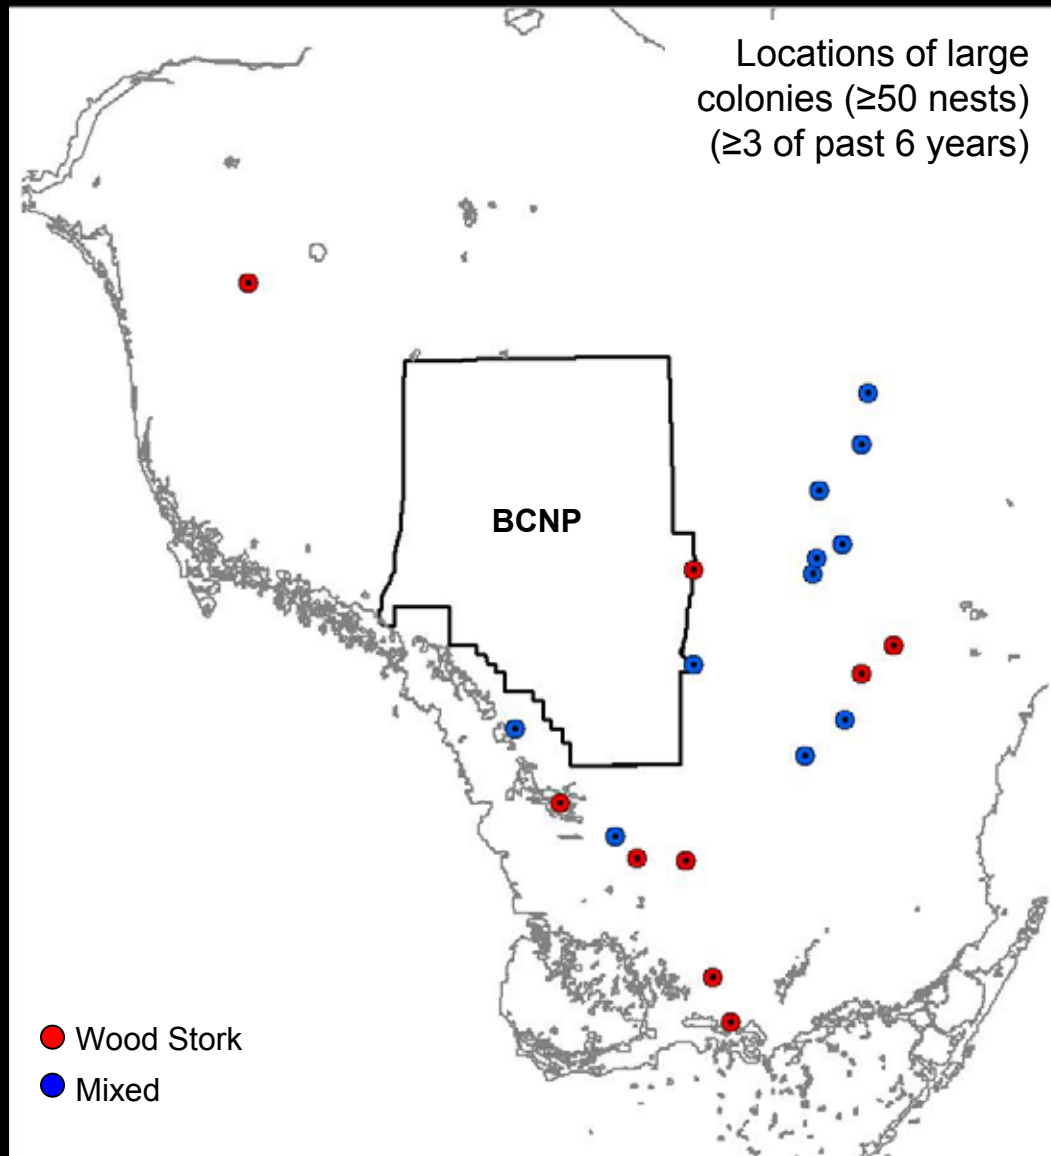 Locations of large
colonies (≥50 nests)
(≥3 of past 6 years)
BCNP
Wood Stork
Mixed